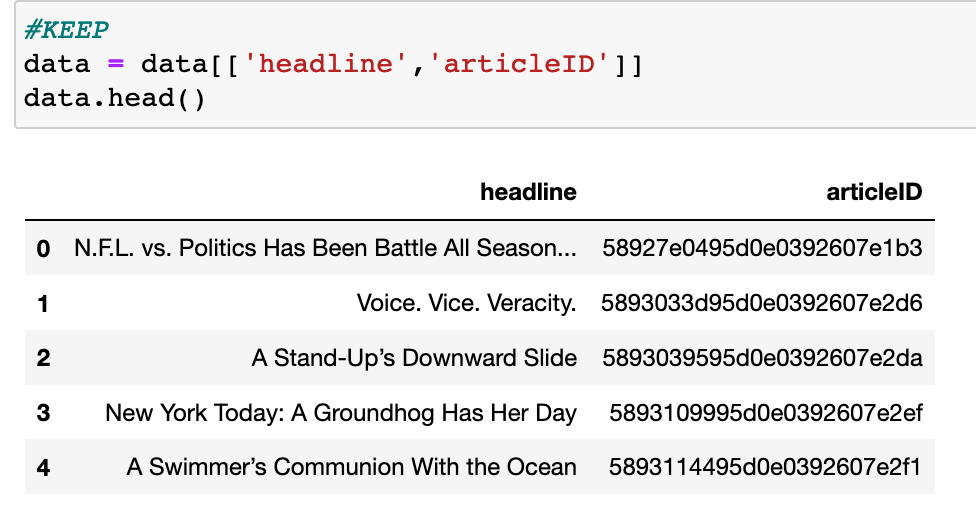 #KEEP
data = data[['headline','articleID']]
data.head()
headline articleID
0 N.F.L. vs. Politics Has Been Battle All Season... 58927e0495d0e0392607e1b3
1 Voice. Vice. Veracity. 5893033d95d0e0392607e2d6
2 A Stand-Up’s Downward Slide 5893039595d0e0392607e2da
3 New York Today: A Groundhog Has Her Day 5893109995d0e0392607e2ef
4 A Swimmer’s Communion With the Ocean 5893114495d0e0392607e2f1